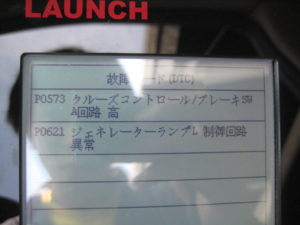 LAUNCH
故障コード(DTC)
P0573 クルーズコントロール/ブレーキSW
A回路 高
P0621 ジェネレーターランプL 制御回路
異常